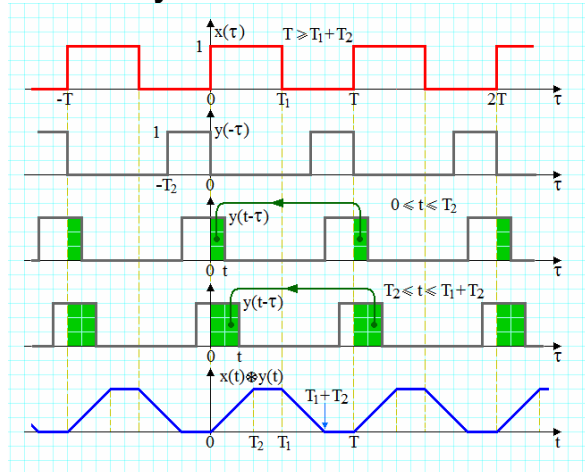 x(τ) T⩾T₁+T₂
1
-T 0 T₁ T 2T τ
1 y(-τ)
-T₂ 0 τ
y(t-τ) 0⩽t⩽T₂
0 t τ
y(t-τ) T₂⩽t⩽T₁+T₂
0 t τ
x(t)⊛y(t) T₁+T₂
0 T₂ T₁ T t